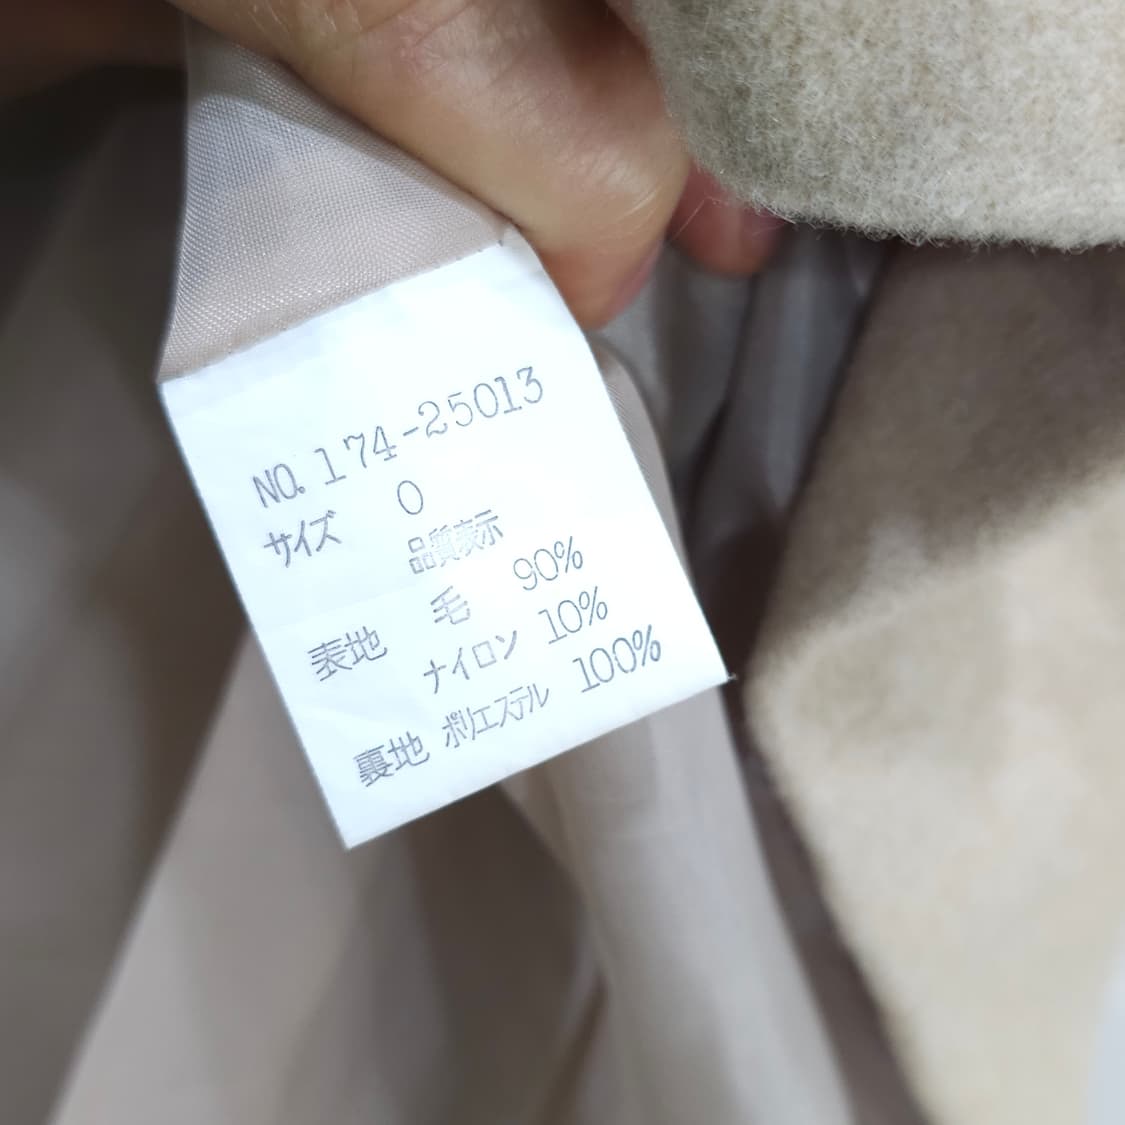 NO. 174-25013
サイズ 0
品質表示
表地 毛 90%
ナイロン 10%
裏地 ポリエステル 100%